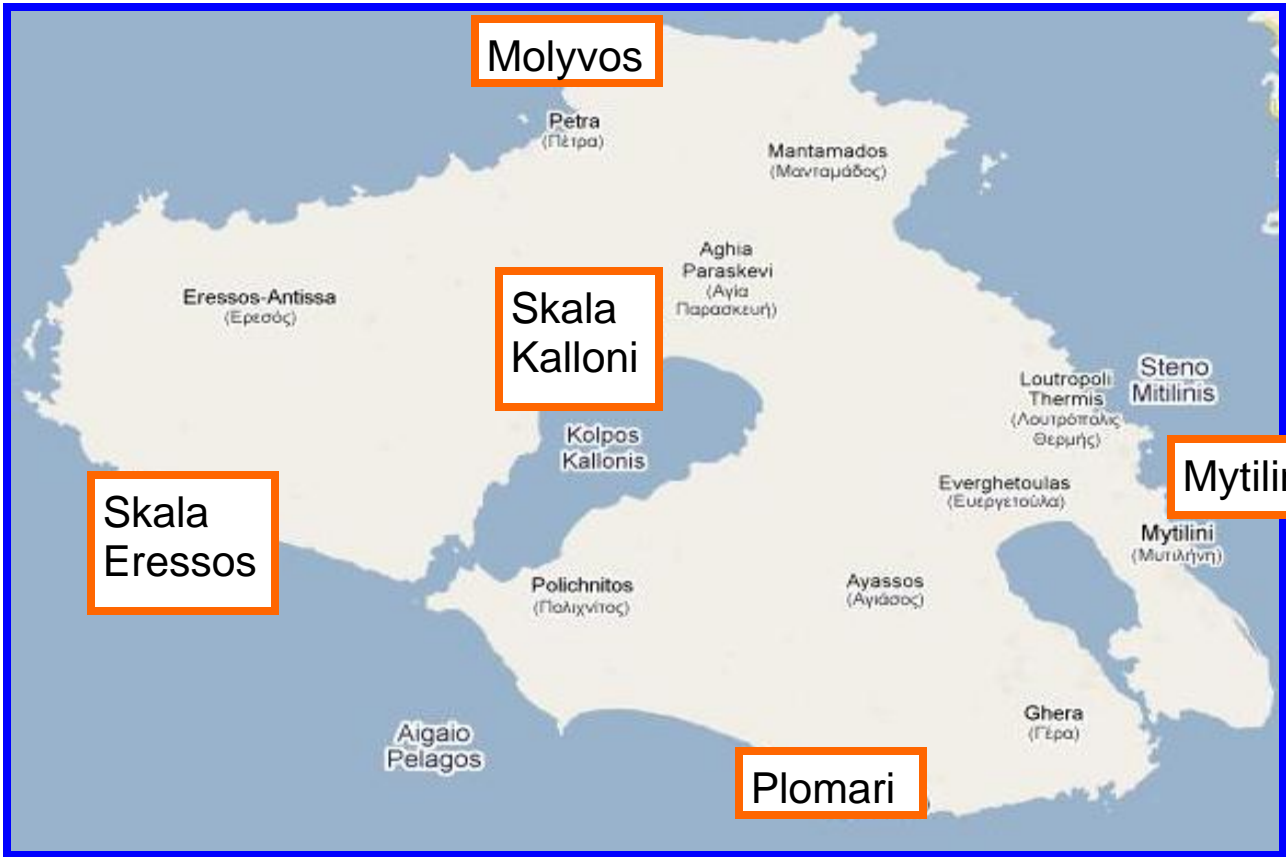 Molyvos
Petra
(Πέτρα)
Mantamados
(Μανταμάδος)
Aghia
Paraskevi
(Αγία
Παρασκευή)
Eressos-Antissa
(Ερεσός)
Skala
Kalloni
Loutropoli
Thermis
(Λουτρόπολις
Θερμής)
Steno
Mitilinis
Kolpos
Kallonis
Everghetoulas
(Ευεργετούλα)
Skala
Eressos
Mytilini
(Μυτιλήνη)
Polichnitos
(Πολιχνίτος)
Ayassos
(Αγιάσος)
Ghera
(Γέρα)
Aigaio
Pelagos
Plomari